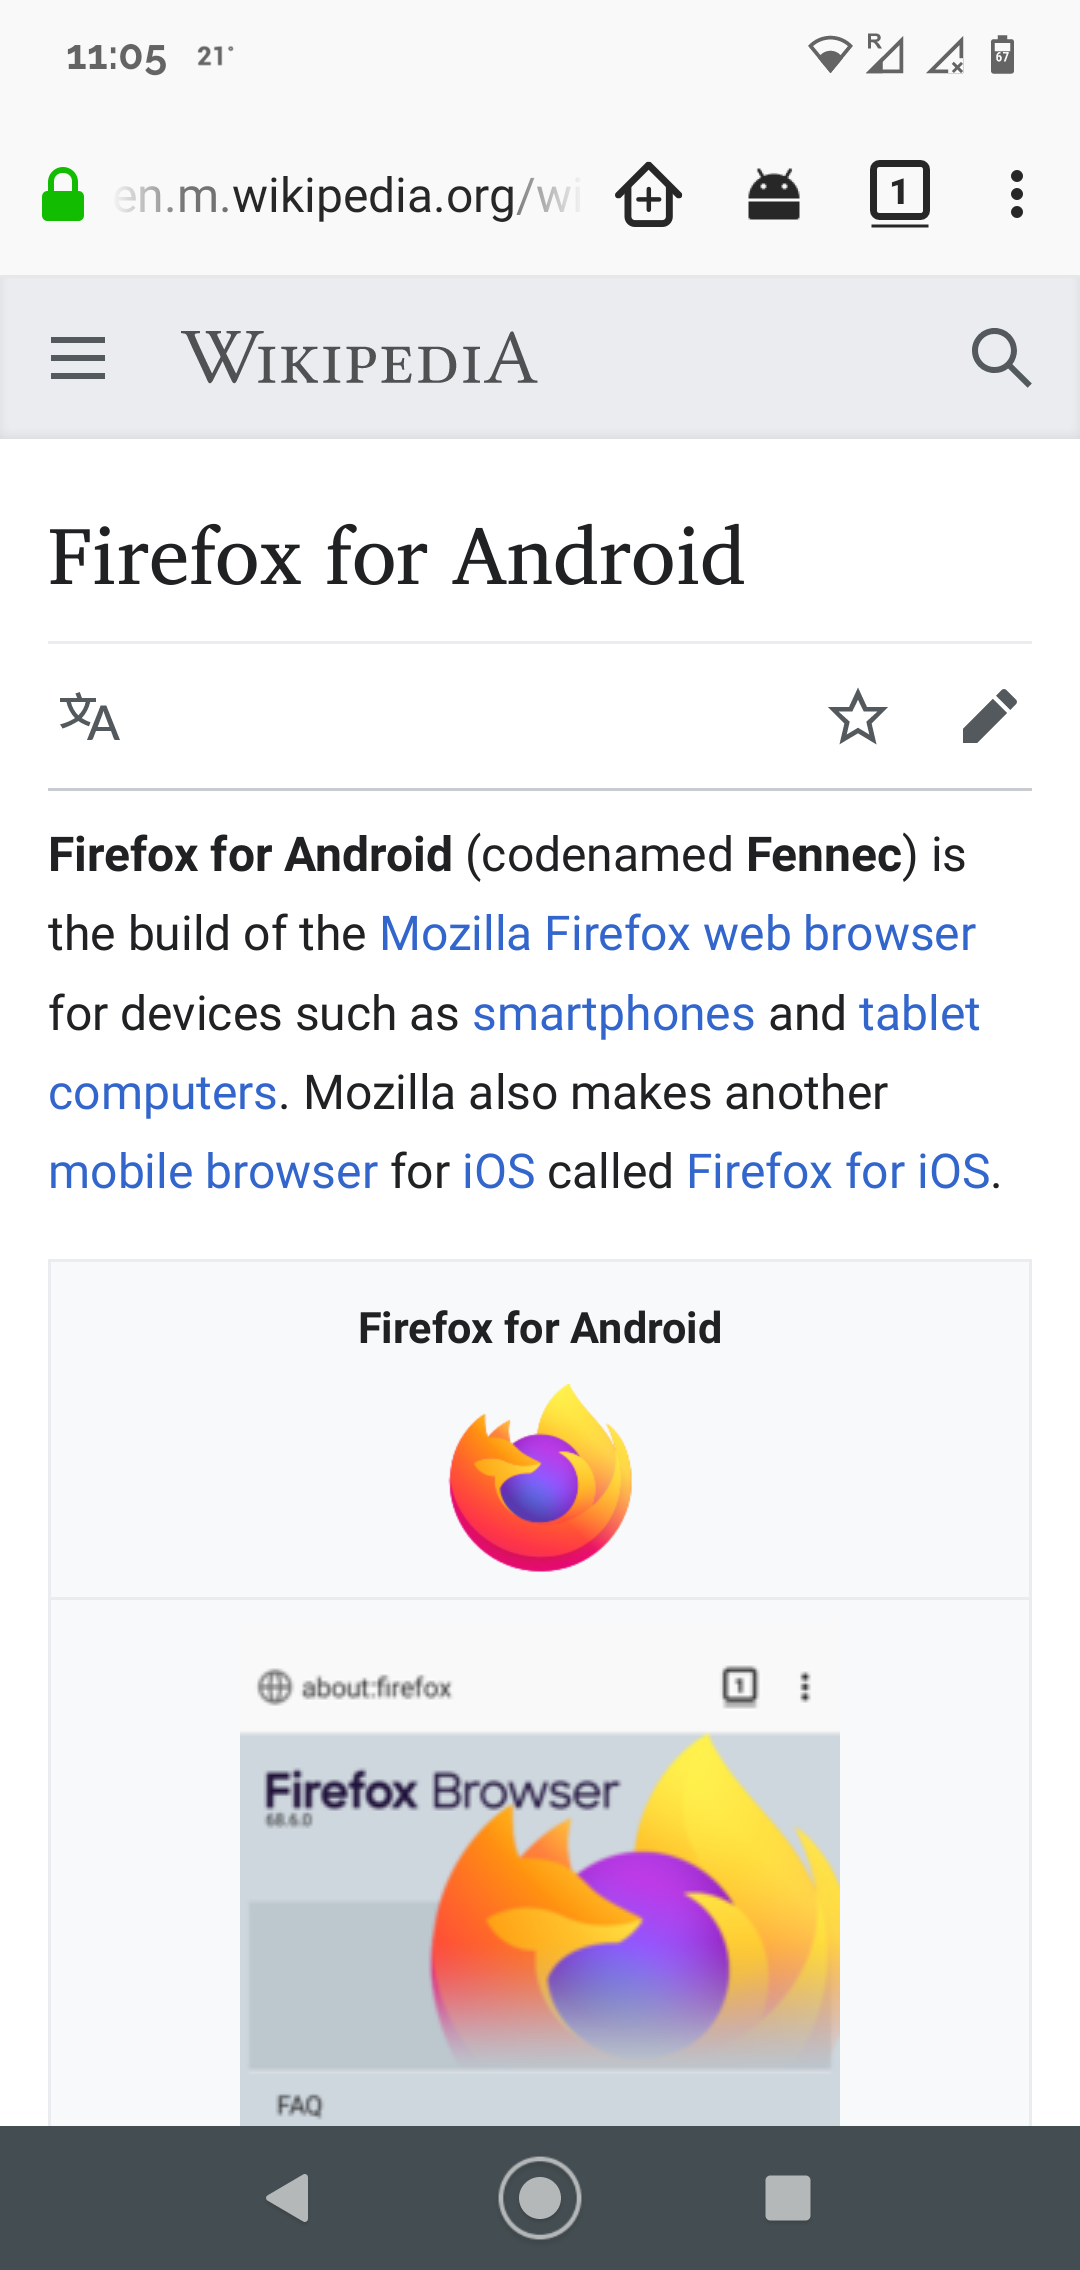 11:05 21°
R
67
en.m.wikipedia.org/wi
1
WIKIPEDIA
Firefox for Android
文A
Firefox for Android (codenamed Fennec) is
the build of the Mozilla Firefox web browser
for devices such as smartphones and tablet
computers. Mozilla also makes another
mobile browser for iOS called Firefox for iOS.
Firefox for Android
about:firefox
1
Firefox Browser
68.6.0
FAQ